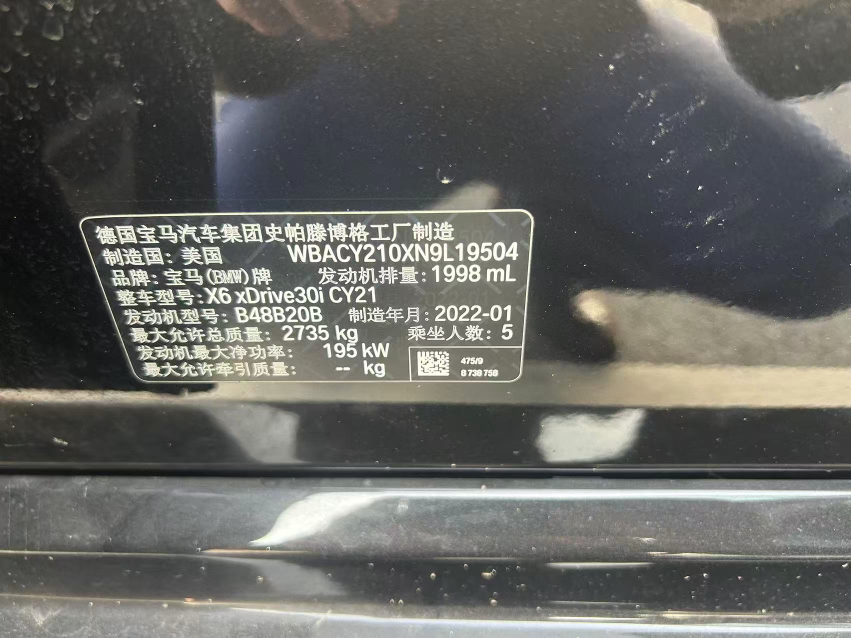 德国宝马汽车集团史帕滕博格工厂制造
制造国: 美国 WBACY210XN9L19504
品牌: 宝马(BMW)牌 发动机排量: 1998 mL
整车型号: X6 xDrive30i CY21
发动机型号: B48B20B 制造年月: 2022-01
最大允许总质量: 2735 kg 乘坐人数: 5
发动机最大净功率: 195 kW
最大允许牵引质量: -- kg
475/9
8 738 758